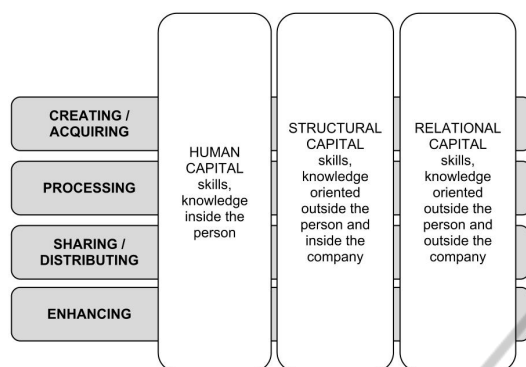 CREATING /
ACQUIRING
PROCESSING
SHARING /
DISTRIBUTING
ENHANCING
HUMAN
CAPITAL
skills,
knowledge
inside the
person
STRUCTURAL
CAPITAL
skills,
knowledge
oriented
outside the
person and
inside the
company
RELATIONAL
CAPITAL
skills,
knowledge
oriented
outside the
person and
outside the
company